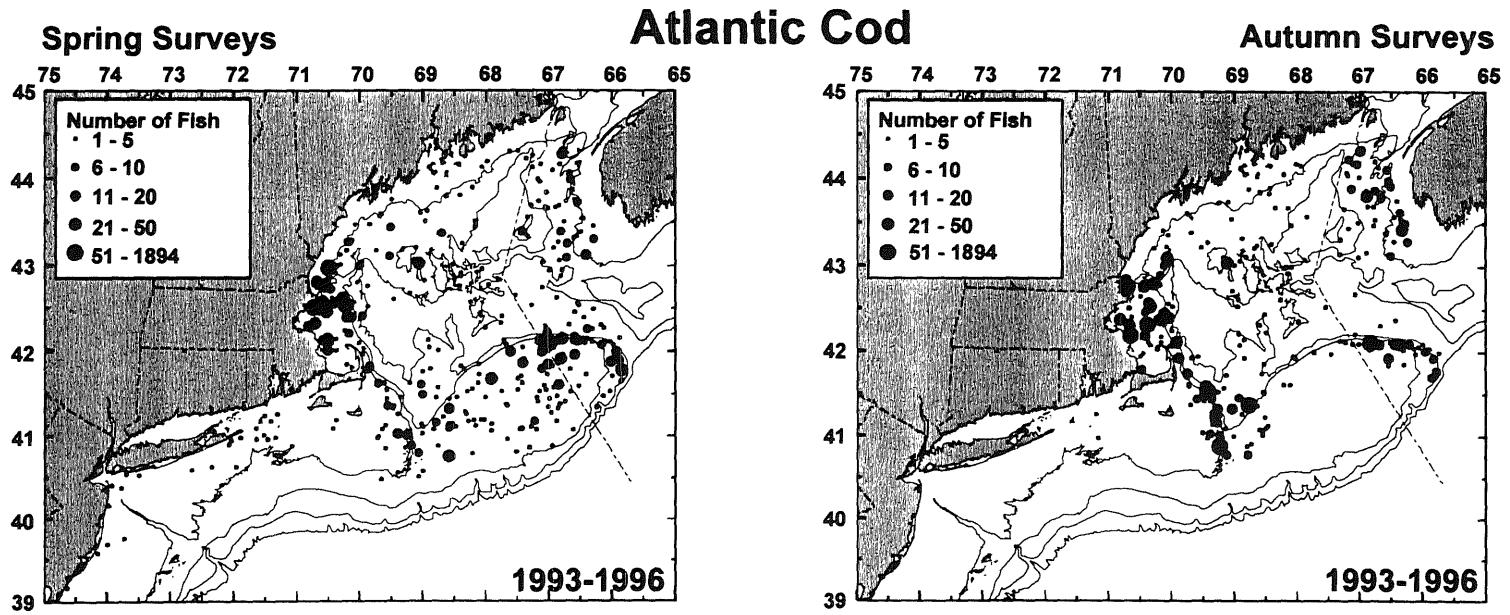 Atlantic Cod
Spring Surveys
75 74 73 72 71 70 69 68 67 66 65
45
44
43
42
41
40
39
Number of Fish
1 - 5
6 - 10
11 - 20
21 - 50
51 - 1894
1993-1996
Autumn Surveys
75 74 73 72 71 70 69 68 67 66 65
45
44
43
42
41
40
39
Number of Fish
1 - 5
6 - 10
11 - 20
21 - 50
51 - 1894
1993-1996